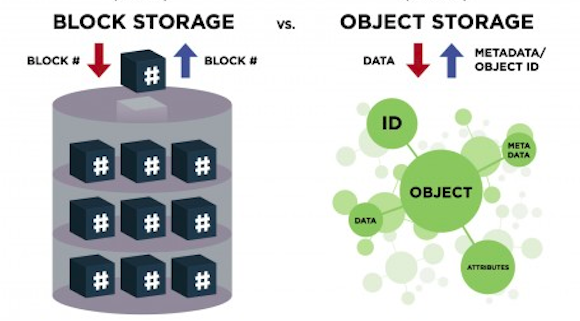 BLOCK STORAGE
vs.
OBJECT STORAGE
BLOCK #
BLOCK #
DATA
METADATA/
OBJECT ID
#
# # #
# # #
# # #
ID
META
DATA
OBJECT
DATA
ATTRIBUTES